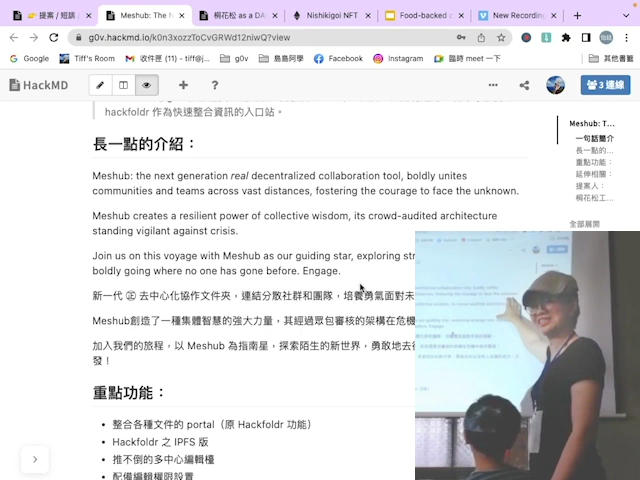 提案 / 短講
Meshub: The N
桐花松 as a DA
Nishikigoi NFT
Food-backed c
New Recording
g0v.hackmd.io/k0n3xozzToCvGRWd12niwQ?view
Google
Tiff's Room
收件匣 (11) - tiff@j...
g0v
島島阿學
Facebook
Instagram
臨時 meet 一下
其他書籤
HackMD
3 連線
hackfoldr 作為快速整合資訊的入口站。
長一點的介紹：
Meshub: the next generation real decentralized collaboration tool, boldly unites
communities and teams across vast distances, fostering the courage to face the unknown.
Meshub creates a resilient power of collective wisdom, its crowd-audited architecture
standing vigilant against crisis.
Join us on this voyage with Meshub as our guiding star, exploring
boldly going where no one has gone before. Engage.
新一代 ㊣ 去中心化協作文件夾，連結分散社群和團隊，培養勇氣面對未
Meshub創造了一種集體智慧的強大力量，其經過眾包審核的架構在危機
加入我們的旅程，以 Meshub 為指南星，探索陌生的新世界，勇敢地去
發！
重點功能：
整合各種文件的 portal（原 Hackfoldr 功能）
Hackfoldr 之 IPFS 版
推不倒的多中心編輯檯
配備編輯權限設置
Meshub: T...
一句話簡介
長一點的...
重點功能：
延伸相關：
提案人：
桐花松工...
全部展開